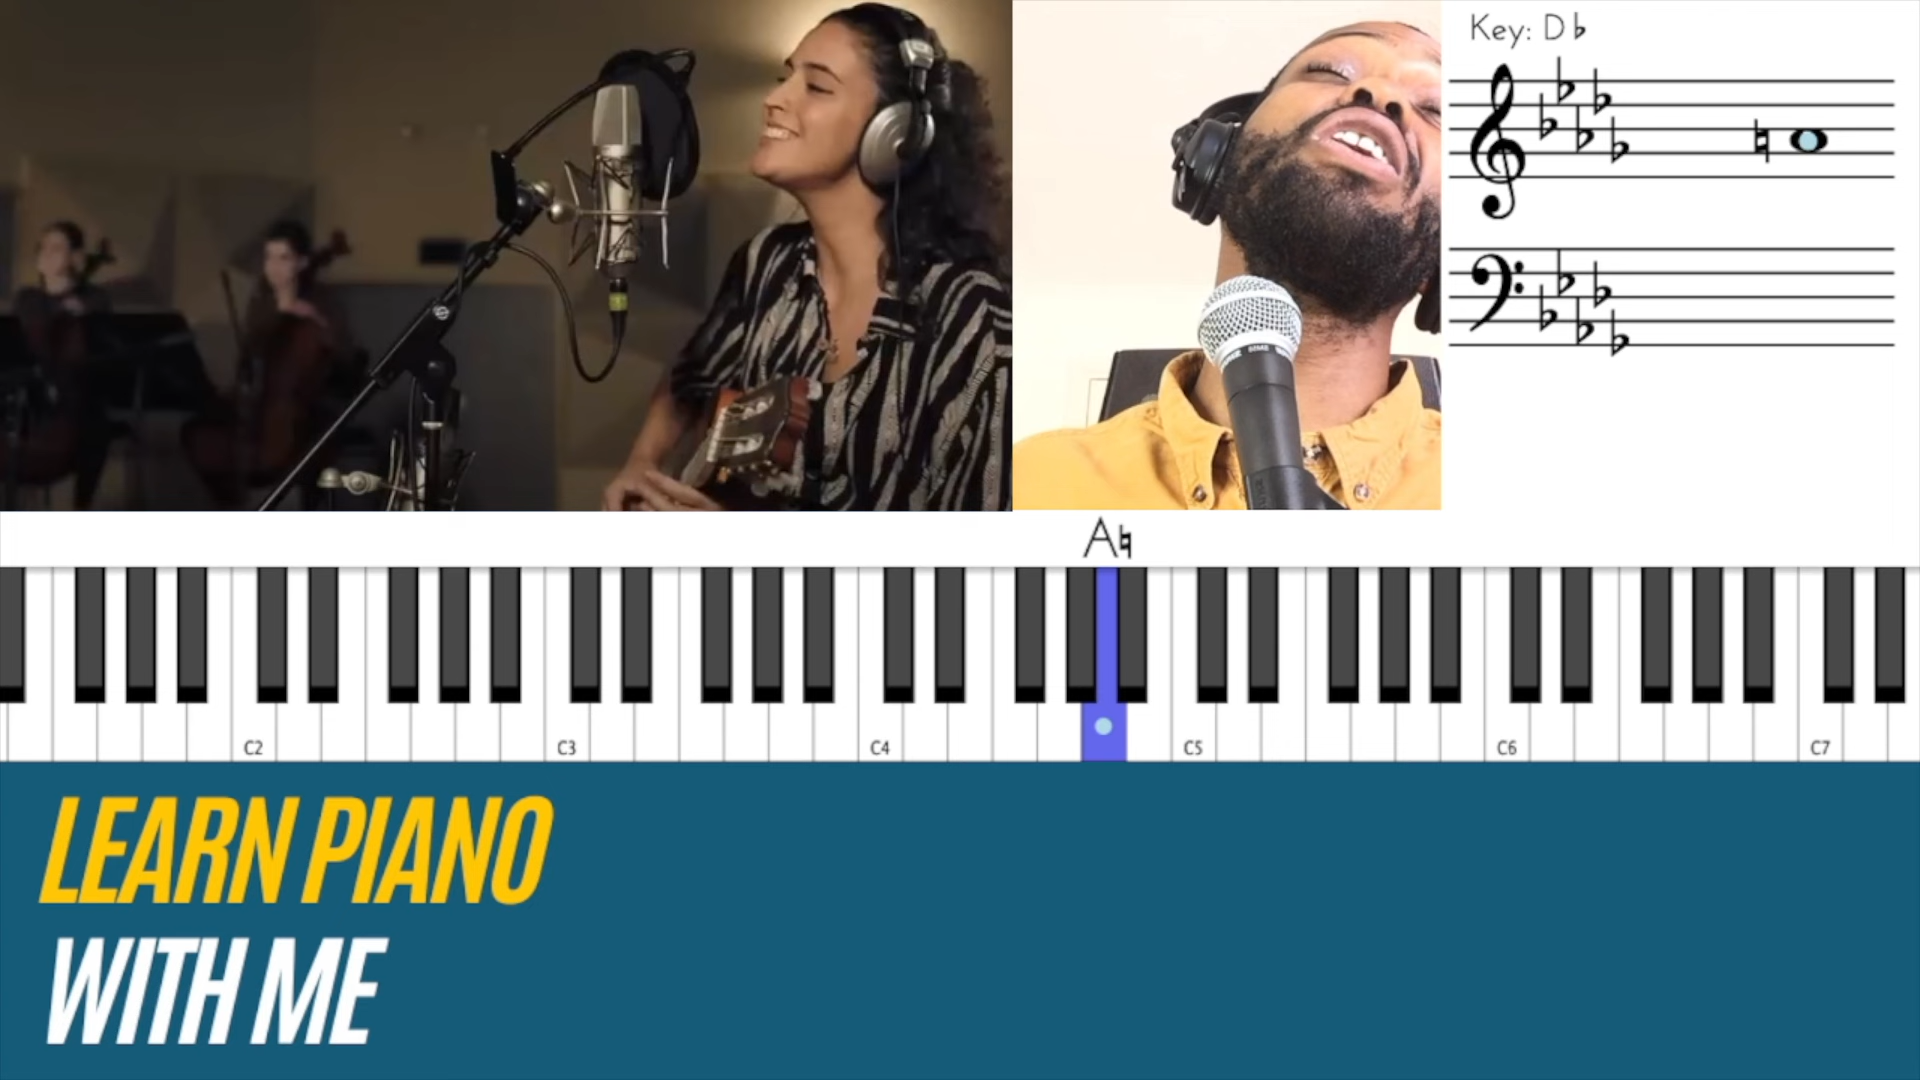 Key: D♭
A♮
C2 C3 C4 C5 C6 C7
LEARN PIANO
WITH ME